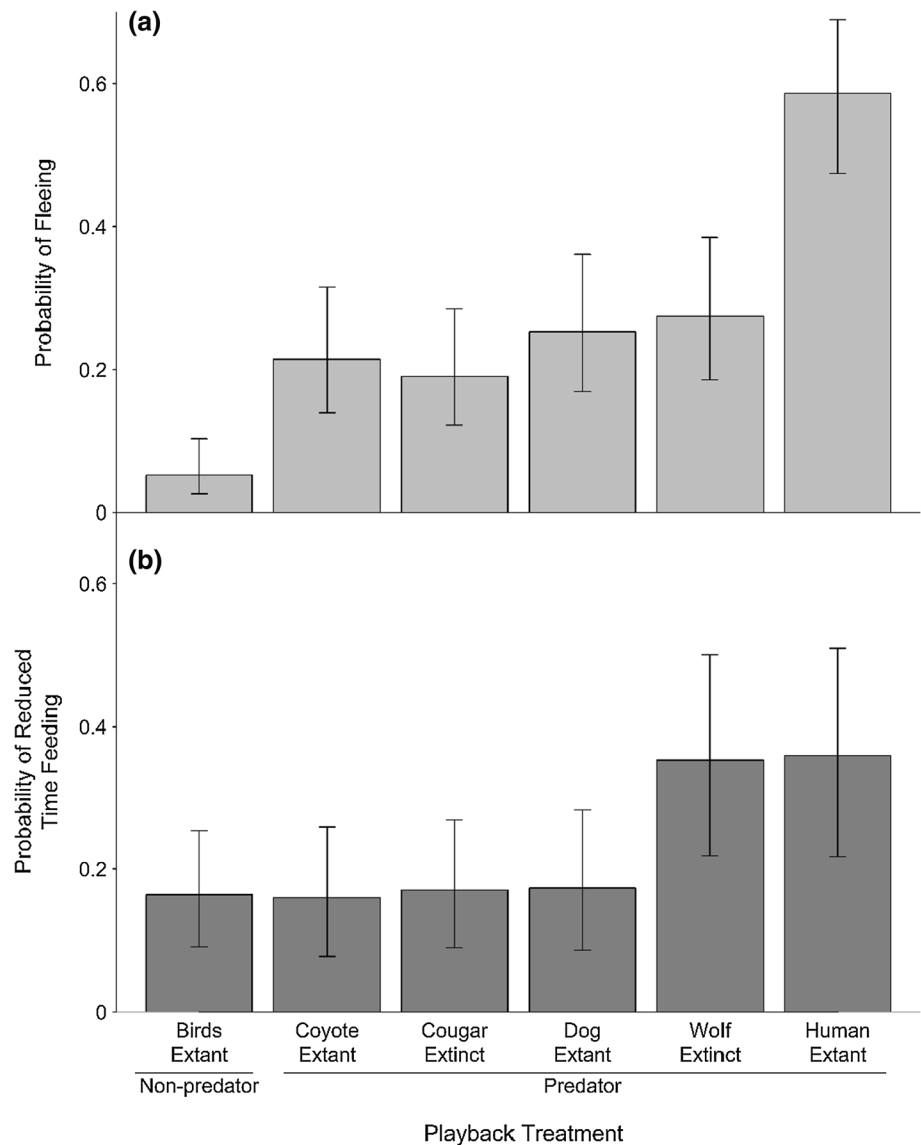 (a)
Probability of Fleeing
0.6
0.4
0.2
0
(b)
Probability of Reduced
Time Feeding
0.6
0.4
0.2
0
Birds Coyote Cougar Dog Wolf Human
Extant Extant Extinct Extant Extinct Extant
Non-predator Predator
Playback Treatment